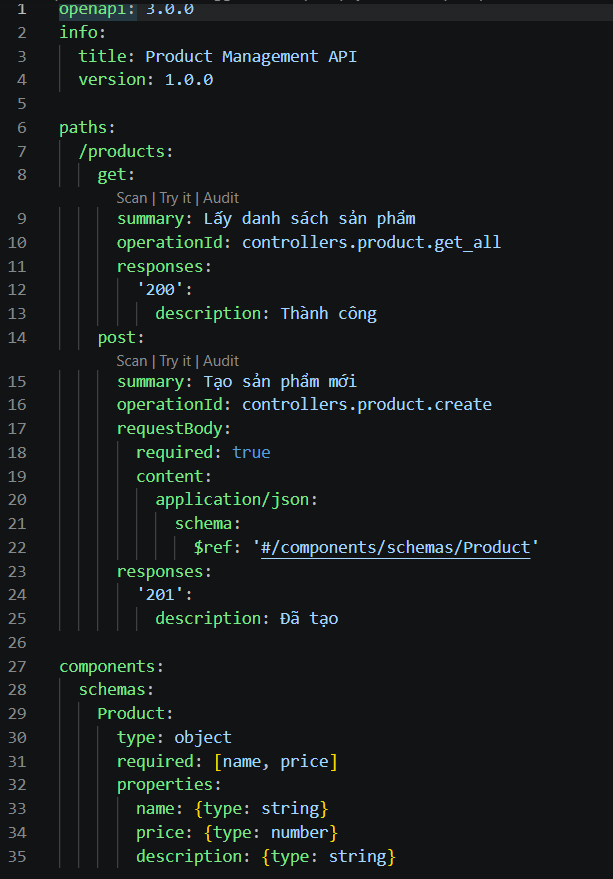 1 openapi: 3.0.0
2 info:
3   title: Product Management API
4   version: 1.0.0
5
6 paths:
7   /products:
8     get:
Scan | Try it | Audit
9       summary: Lấy danh sách sản phẩm
10       operationId: controllers.product.get_all
11       responses:
12         '200':
13           description: Thành công
14     post:
Scan | Try it | Audit
15       summary: Tạo sản phẩm mới
16       operationId: controllers.product.create
17       requestBody:
18         required: true
19         content:
20           application/json:
21             schema:
22               $ref: '#/components/schemas/Product'
23       responses:
24         '201':
25           description: Đã tạo
26
27 components:
28   schemas:
29     Product:
30       type: object
31       required: [name, price]
32       properties:
33         name: {type: string}
34         price: {type: number}
35         description: {type: string}